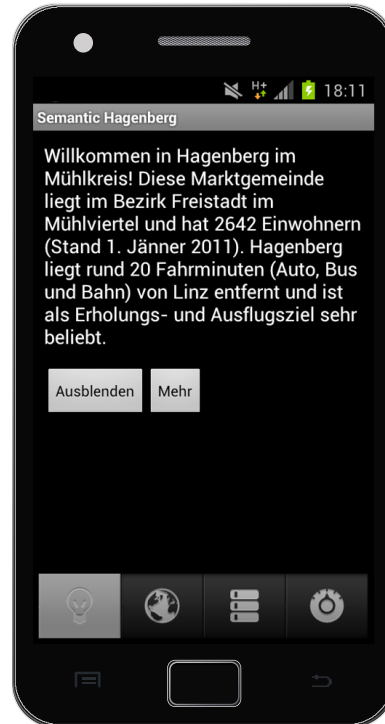 H+
18:11
Semantic Hagenberg
Willkommen in Hagenberg im
Mühlkreis! Diese Marktgemeinde
liegt im Bezirk Freistadt im
Mühlviertel und hat 2642 Einwohnern
(Stand 1. Jänner 2011). Hagenberg
liegt rund 20 Fahrminuten (Auto, Bus
und Bahn) von Linz entfernt und ist
als Erholungs- und Ausflugsziel sehr
beliebt.
Ausblenden Mehr